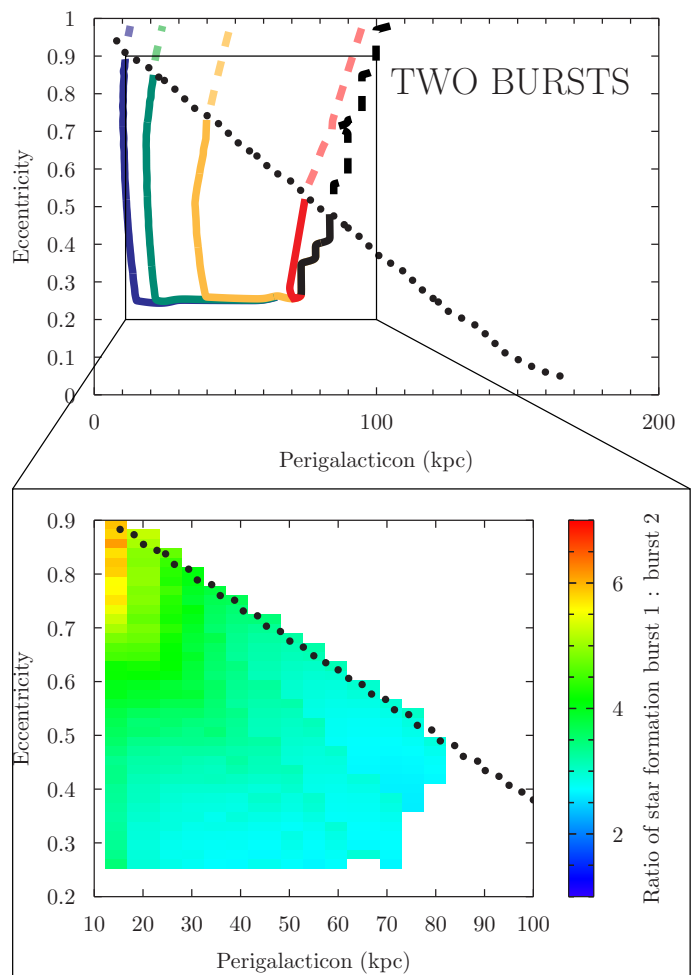 1
0.9
0.8
0.7
0.6
0.5
0.4
0.3
0.2
0.1
0
Eccentricity
TWO BURSTS
0 100 200
Perigalacticon (kpc)
0.9
0.8
0.7
0.6
0.5
0.4
0.3
0.2
Eccentricity
10 20 30 40 50 60 70 80 90 100
Perigalacticon (kpc)
6
4
2
Ratio of star formation burst 1 : burst 2